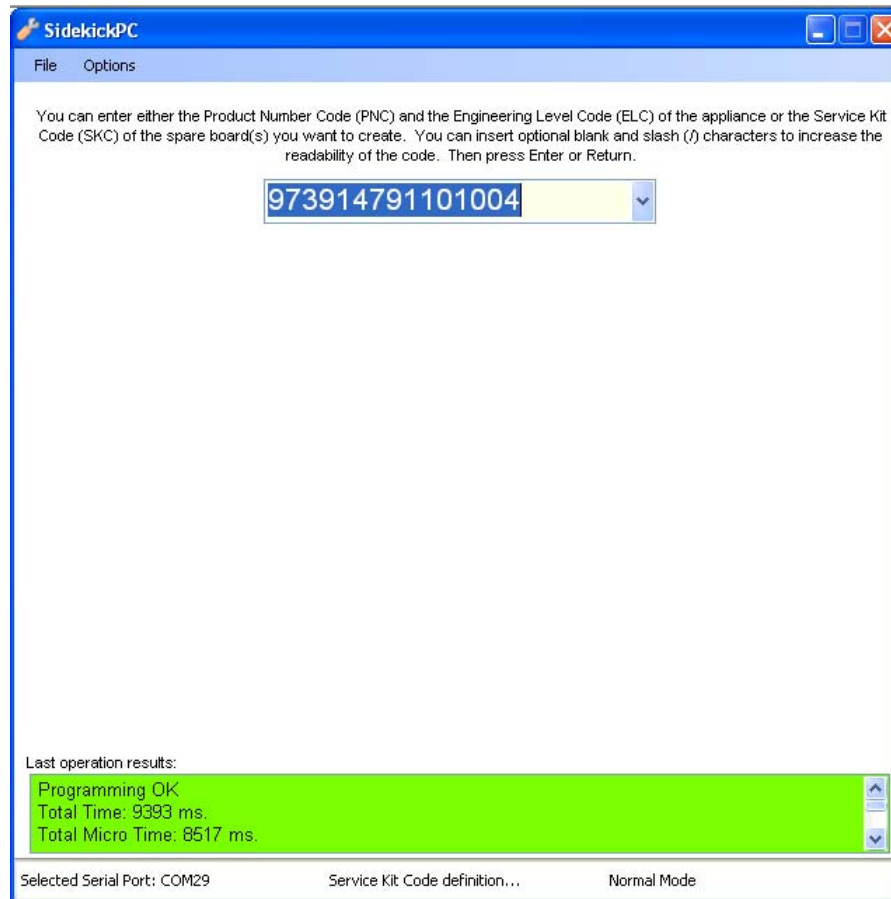 SidekickPC
File Options
You can enter either the Product Number Code (PNC) and the Engineering Level Code (ELC) of the appliance or the Service Kit
Code (SKC) of the spare board(s) you want to create. You can insert optional blank and slash (/) characters to increase the
readability of the code. Then press Enter or Return.
973914791101004
Last operation results:
Programming OK
Total Time: 9393 ms.
Total Micro Time: 8517 ms.
Selected Serial Port: COM29 Service Kit Code definition... Normal Mode